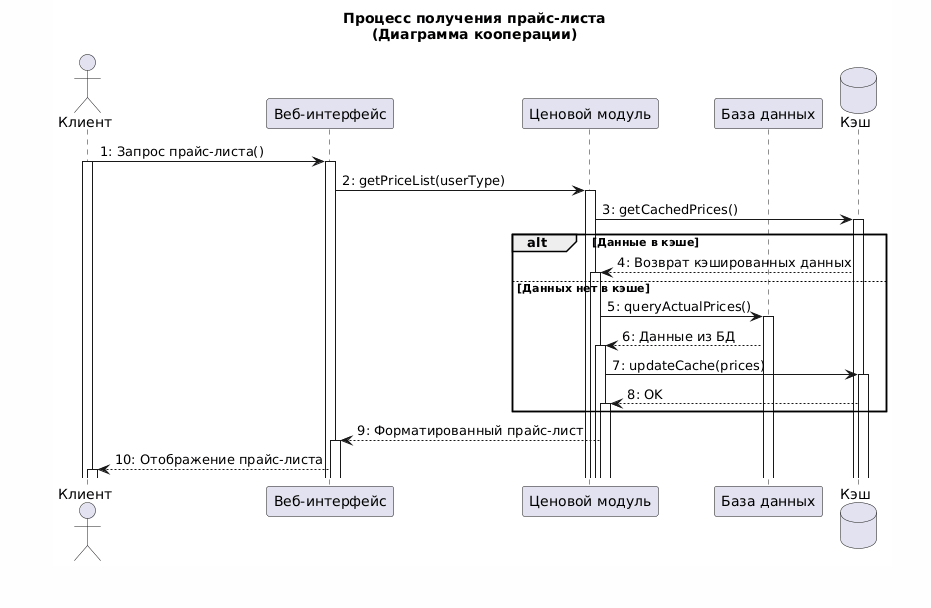 Процесс получения прайс-листа
(Диаграмма кооперации)
Клиент
Веб-интерфейс
Ценовой модуль
База данных
Кэш
1: Запрос прайс-листа()
2: getPriceList(userType)
3: getCachedPrices()
alt
[Данные в кэше]
4: Возврат кэшированных данных
[Данных нет в кэше]
5: queryActualPrices()
6: Данные из БД
7: updateCache(prices)
8: OK
9: Форматированный прайс-лист
10: Отображение прайс-листа
Клиент
Веб-интерфейс
Ценовой модуль
База данных
Кэш